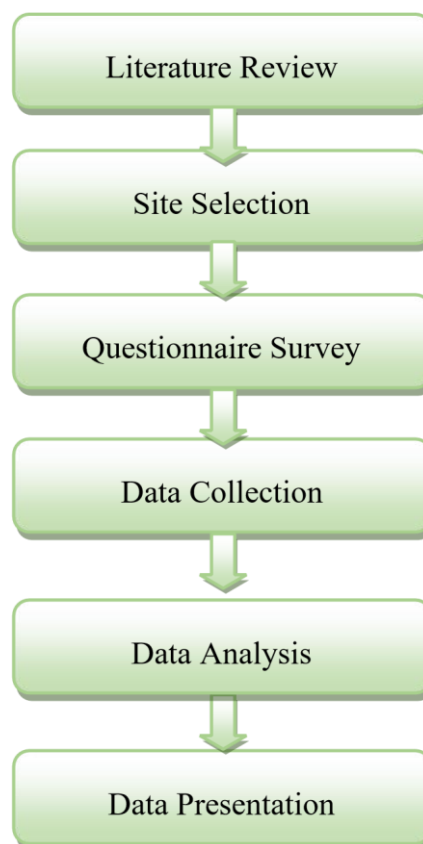 Literature Review
Site Selection
Questionnaire Survey
Data Collection
Data Analysis
Data Presentation